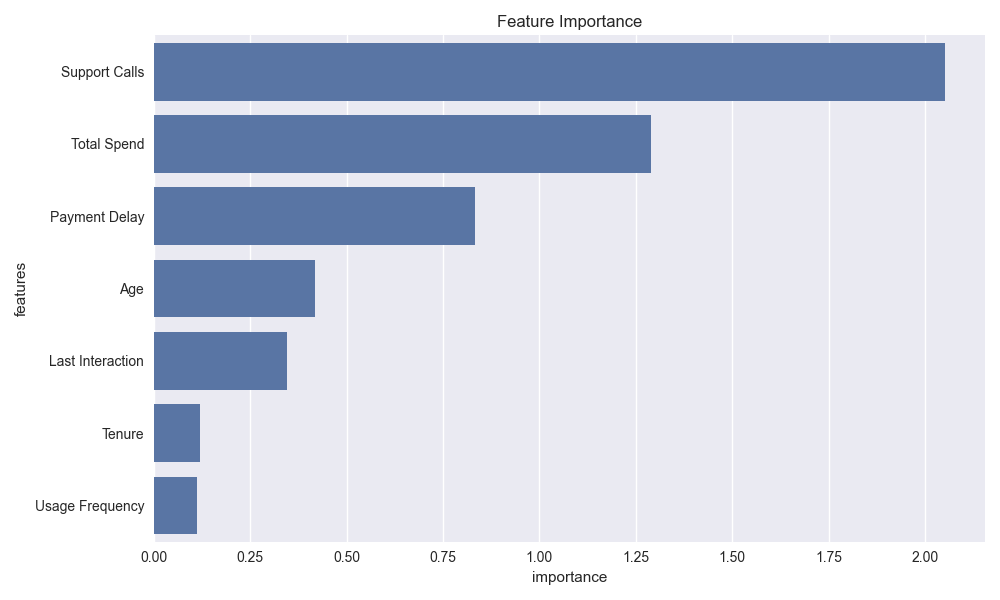 Feature Importance
Support Calls
Total Spend
Payment Delay
Age
Last Interaction
Tenure
Usage Frequency
features
0.00 0.25 0.50 0.75 1.00 1.25 1.50 1.75 2.00
importance